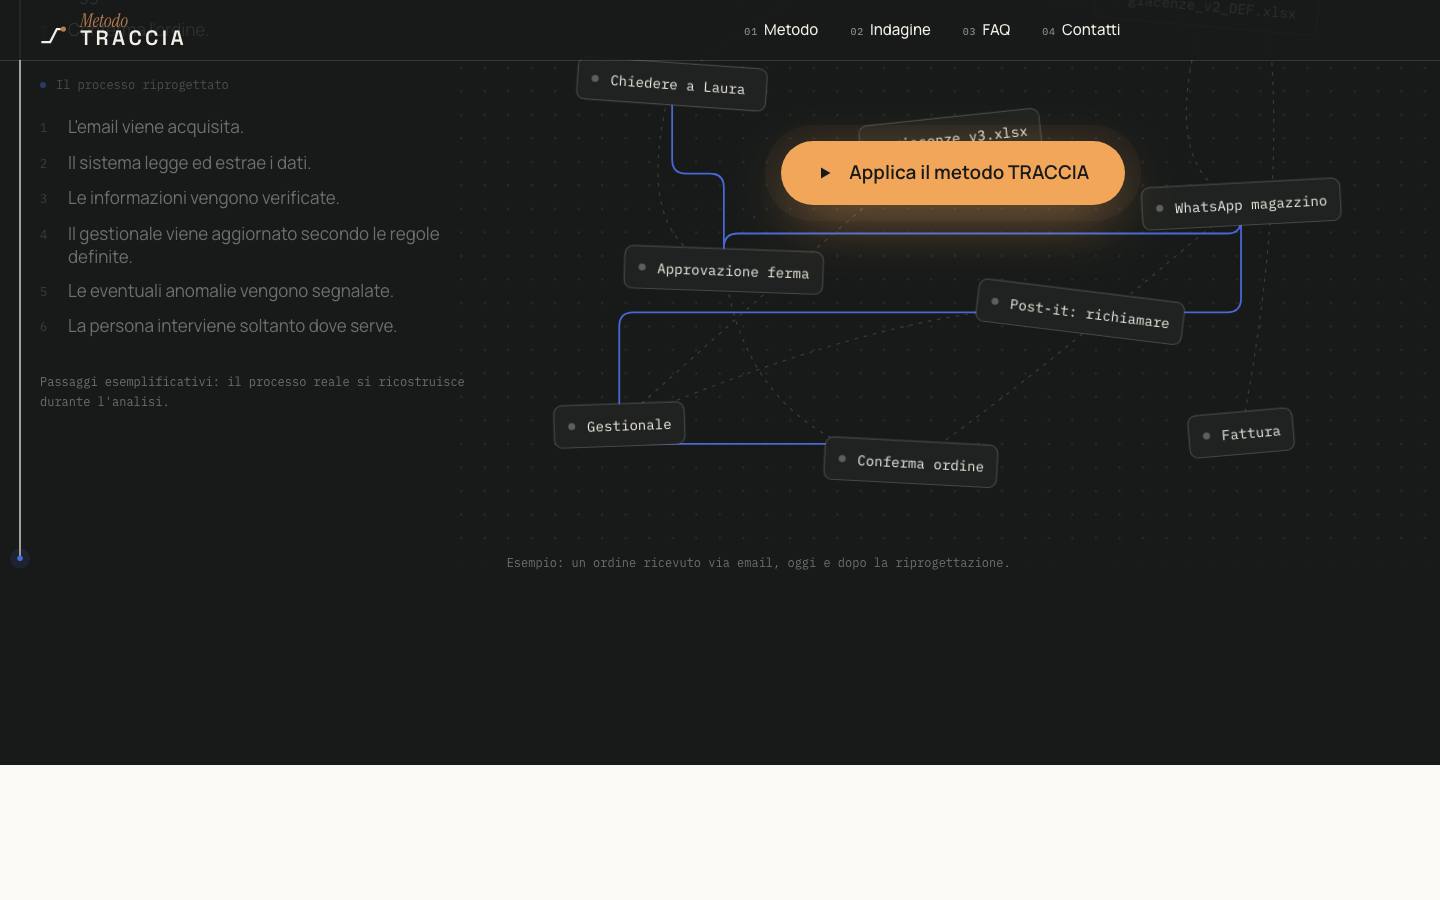 Metodo
TRACCIA
01 Metodo
02 Indagine
03 FAQ
04 Contatti
giacenze_v2_DEF.xlsx
Il processo riprogettato
1 L'email viene acquisita.
2 Il sistema legge ed estrae i dati.
3 Le informazioni vengono verificate.
4 Il gestionale viene aggiornato secondo le regole
definite.
5 Le eventuali anomalie vengono segnalate.
6 La persona interviene soltanto dove serve.
Passaggi esemplificativi: il processo reale si ricostruisce
durante l'analisi.
Chiedere a Laura
v3.xlsx
Applica il metodo TRACCIA
WhatsApp magazzino
Approvazione ferma
Post-it: richiamare
Gestionale
Conferma ordine
Fattura
Esempio: un ordine ricevuto via email, oggi e dopo la riprogettazione.